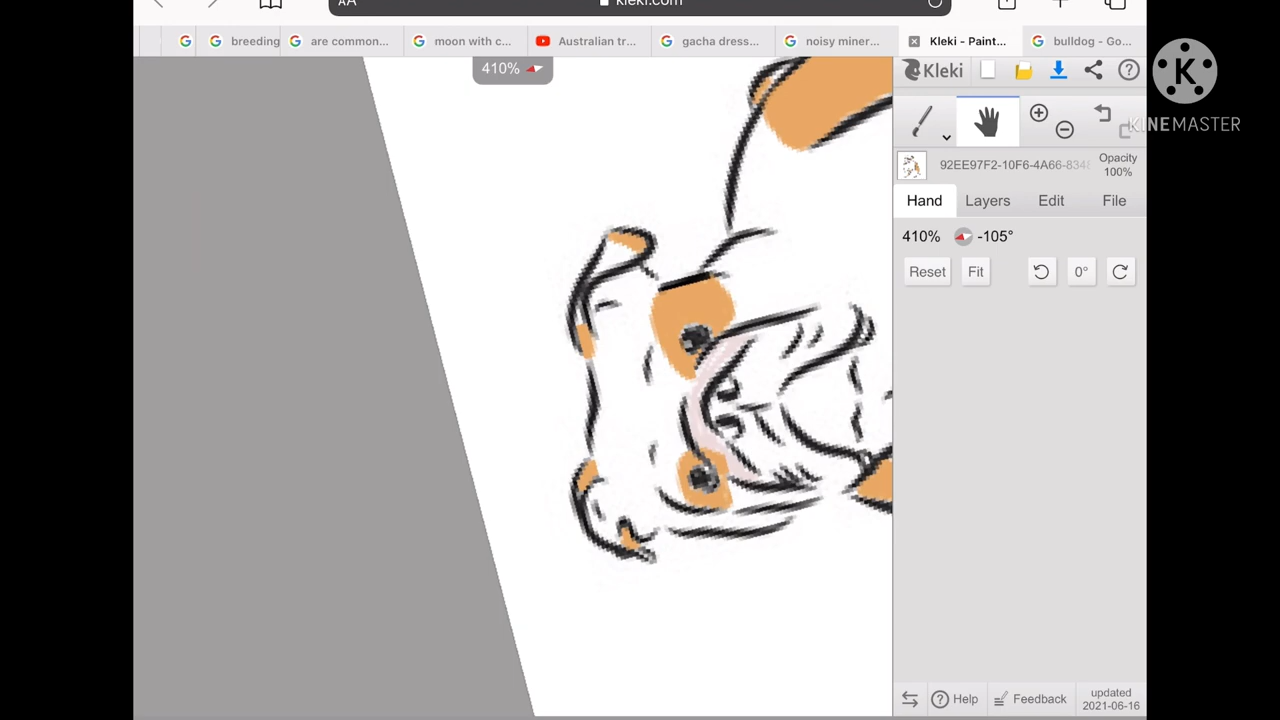 AA
kleki.com
breeding
are common...
moon with c...
Australian tr...
gacha dress...
noisy miner...
Kleki - Paint...
bulldog - Go...
410%
Kleki
KINEMASTER
92EE97F2-10F6-4A66-8348
Opacity
100%
Hand
Layers
Edit
File
410%
-105°
Reset
Fit
0°
Help
Feedback
updated
2021-06-16